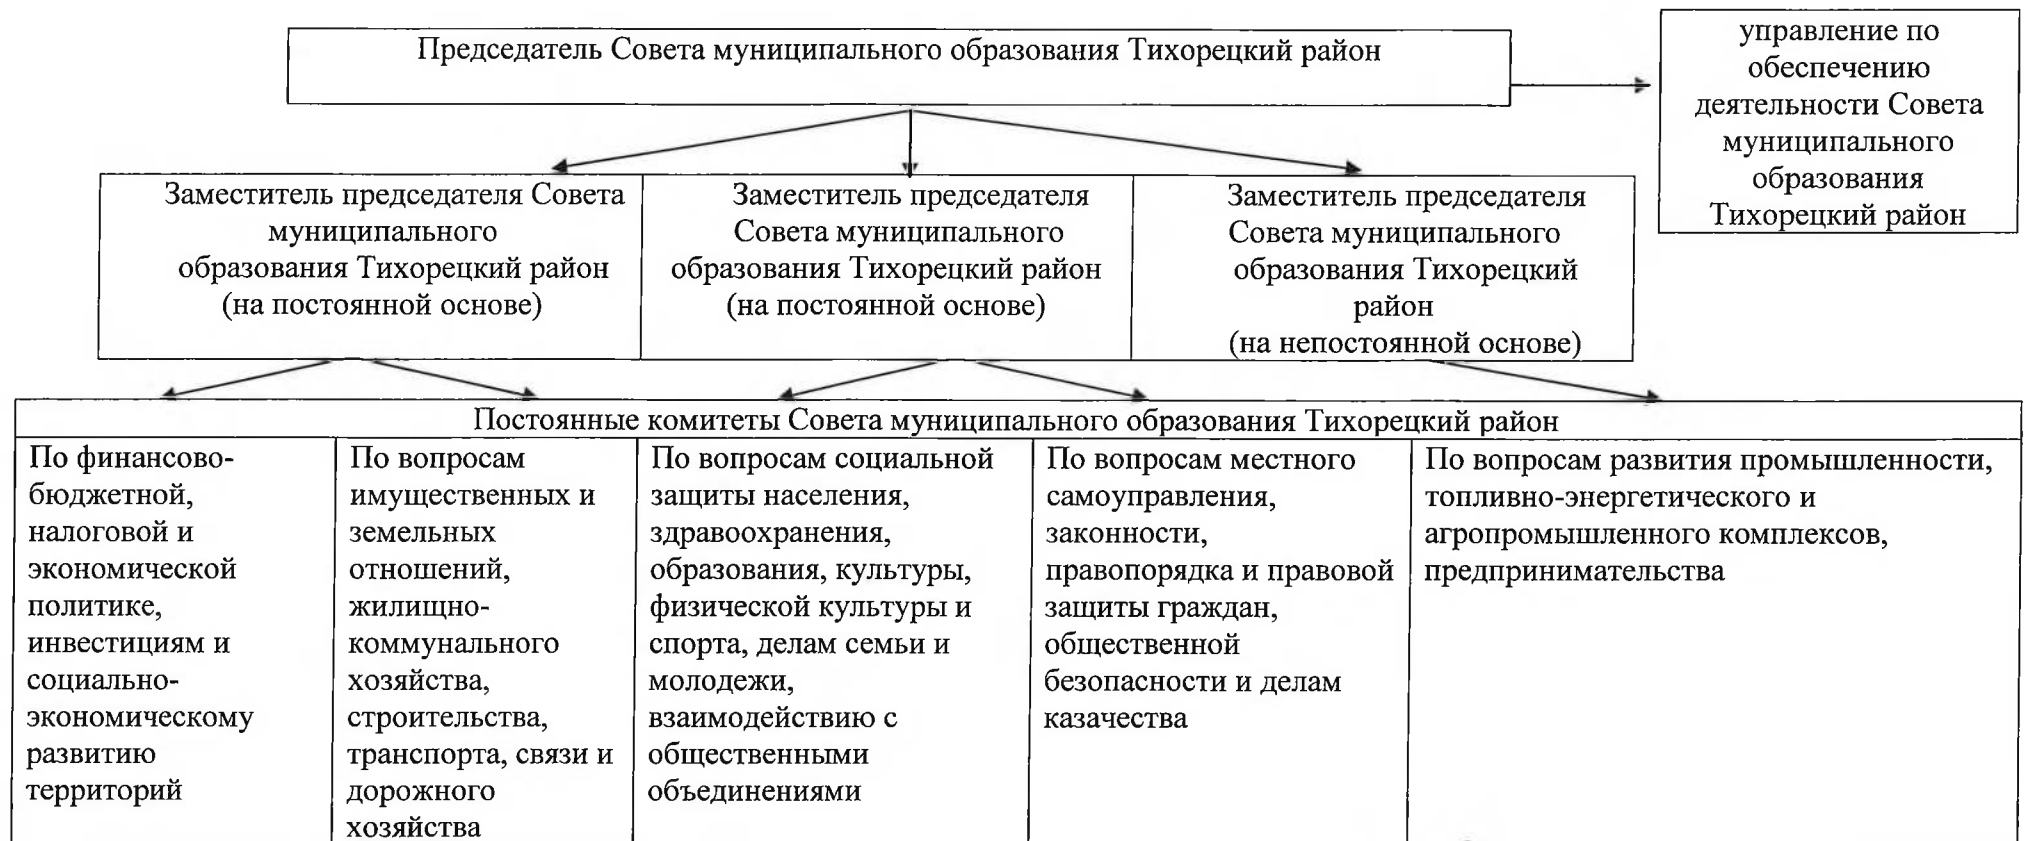 Председатель Совета муниципального образования Тихорецкий район
управление по
обеспечению
деятельности Совета
муниципального
образования
Тихорецкий район
Заместитель председателя Совета
муниципального
образования Тихорецкий район
(на постоянной основе)
Заместитель председателя
Совета муниципального
образования Тихорецкий район
(на постоянной основе)
Заместитель председателя
Совета муниципального
образования Тихорецкий
район
(на непостоянной основе)
Постоянные комитеты Совета муниципального образования Тихорецкий район
По финансово-
бюджетной,
налоговой и
экономической
политике,
инвестициям и
социально-
экономическому
развитию
территорий
По вопросам
имущественных и
земельных
отношений,
жилищно-
коммунального
хозяйства,
строительства,
транспорта, связи и
дорожного
хозяйства
По вопросам социальной
защиты населения,
здравоохранения,
образования, культуры,
физической культуры и
спорта, делам семьи и
молодежи,
взаимодействию с
общественными
объединениями
По вопросам местного
самоуправления,
законности,
правопорядка и правовой
защиты граждан,
общественной
безопасности и делам
казачества
По вопросам развития промышленности,
топливно-энергетического и
агропромышленного комплексов,
предпринимательства